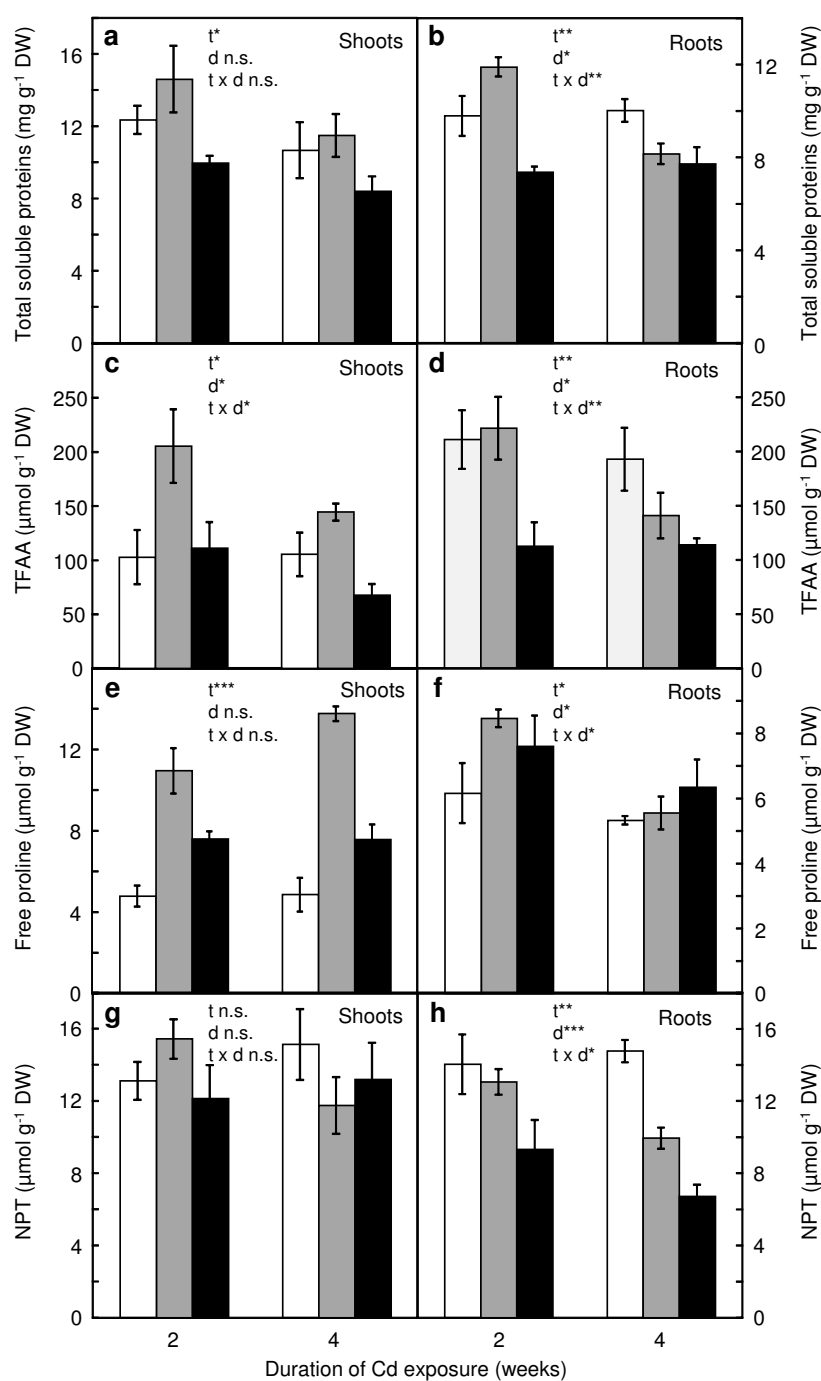 a
t*
d n.s.
t x d n.s.
Shoots
16
12
8
4
0
Total soluble proteins (mg g⁻¹ DW)
b
t**
d*
t x d**
Roots
12
8
4
0
Total soluble proteins (mg g⁻¹ DW)
c
t*
d*
t x d*
Shoots
250
200
150
100
50
0
TFAA (µmol g⁻¹ DW)
d
t**
d*
t x d**
Roots
250
200
150
100
50
0
TFAA (µmol g⁻¹ DW)
e
t***
d n.s.
t x d n.s.
Shoots
12
8
4
0
Free proline (µmol g⁻¹ DW)
f
t*
d*
t x d*
Roots
8
6
4
2
0
Free proline (µmol g⁻¹ DW)
g
t n.s.
d n.s.
t x d n.s.
Shoots
16
12
8
4
0
NPT (µmol g⁻¹ DW)
h
t**
d***
t x d*
Roots
16
12
8
4
0
NPT (µmol g⁻¹ DW)
2 4 2 4
Duration of Cd exposure (weeks)